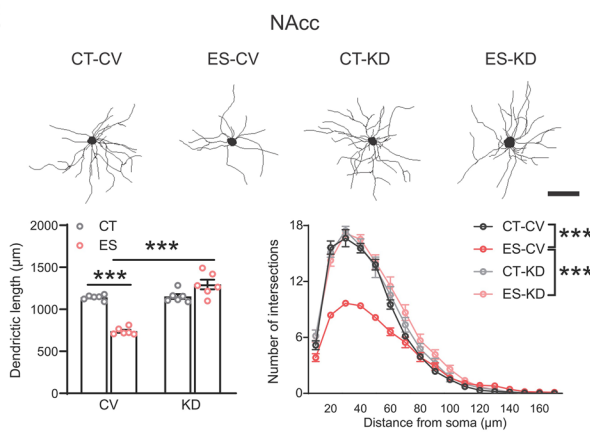 NAcc
CT-CV ES-CV CT-KD ES-KD
Dendrictic length (μm)
2000
1500
1000
500
0
CT
ES
***
***
CV KD
Number of intersections
18
12
6
0
CT-CV
ES-CV
CT-KD
ES-KD
***
***
20 40 60 80 100 120 140 160
Distance from soma (μm)